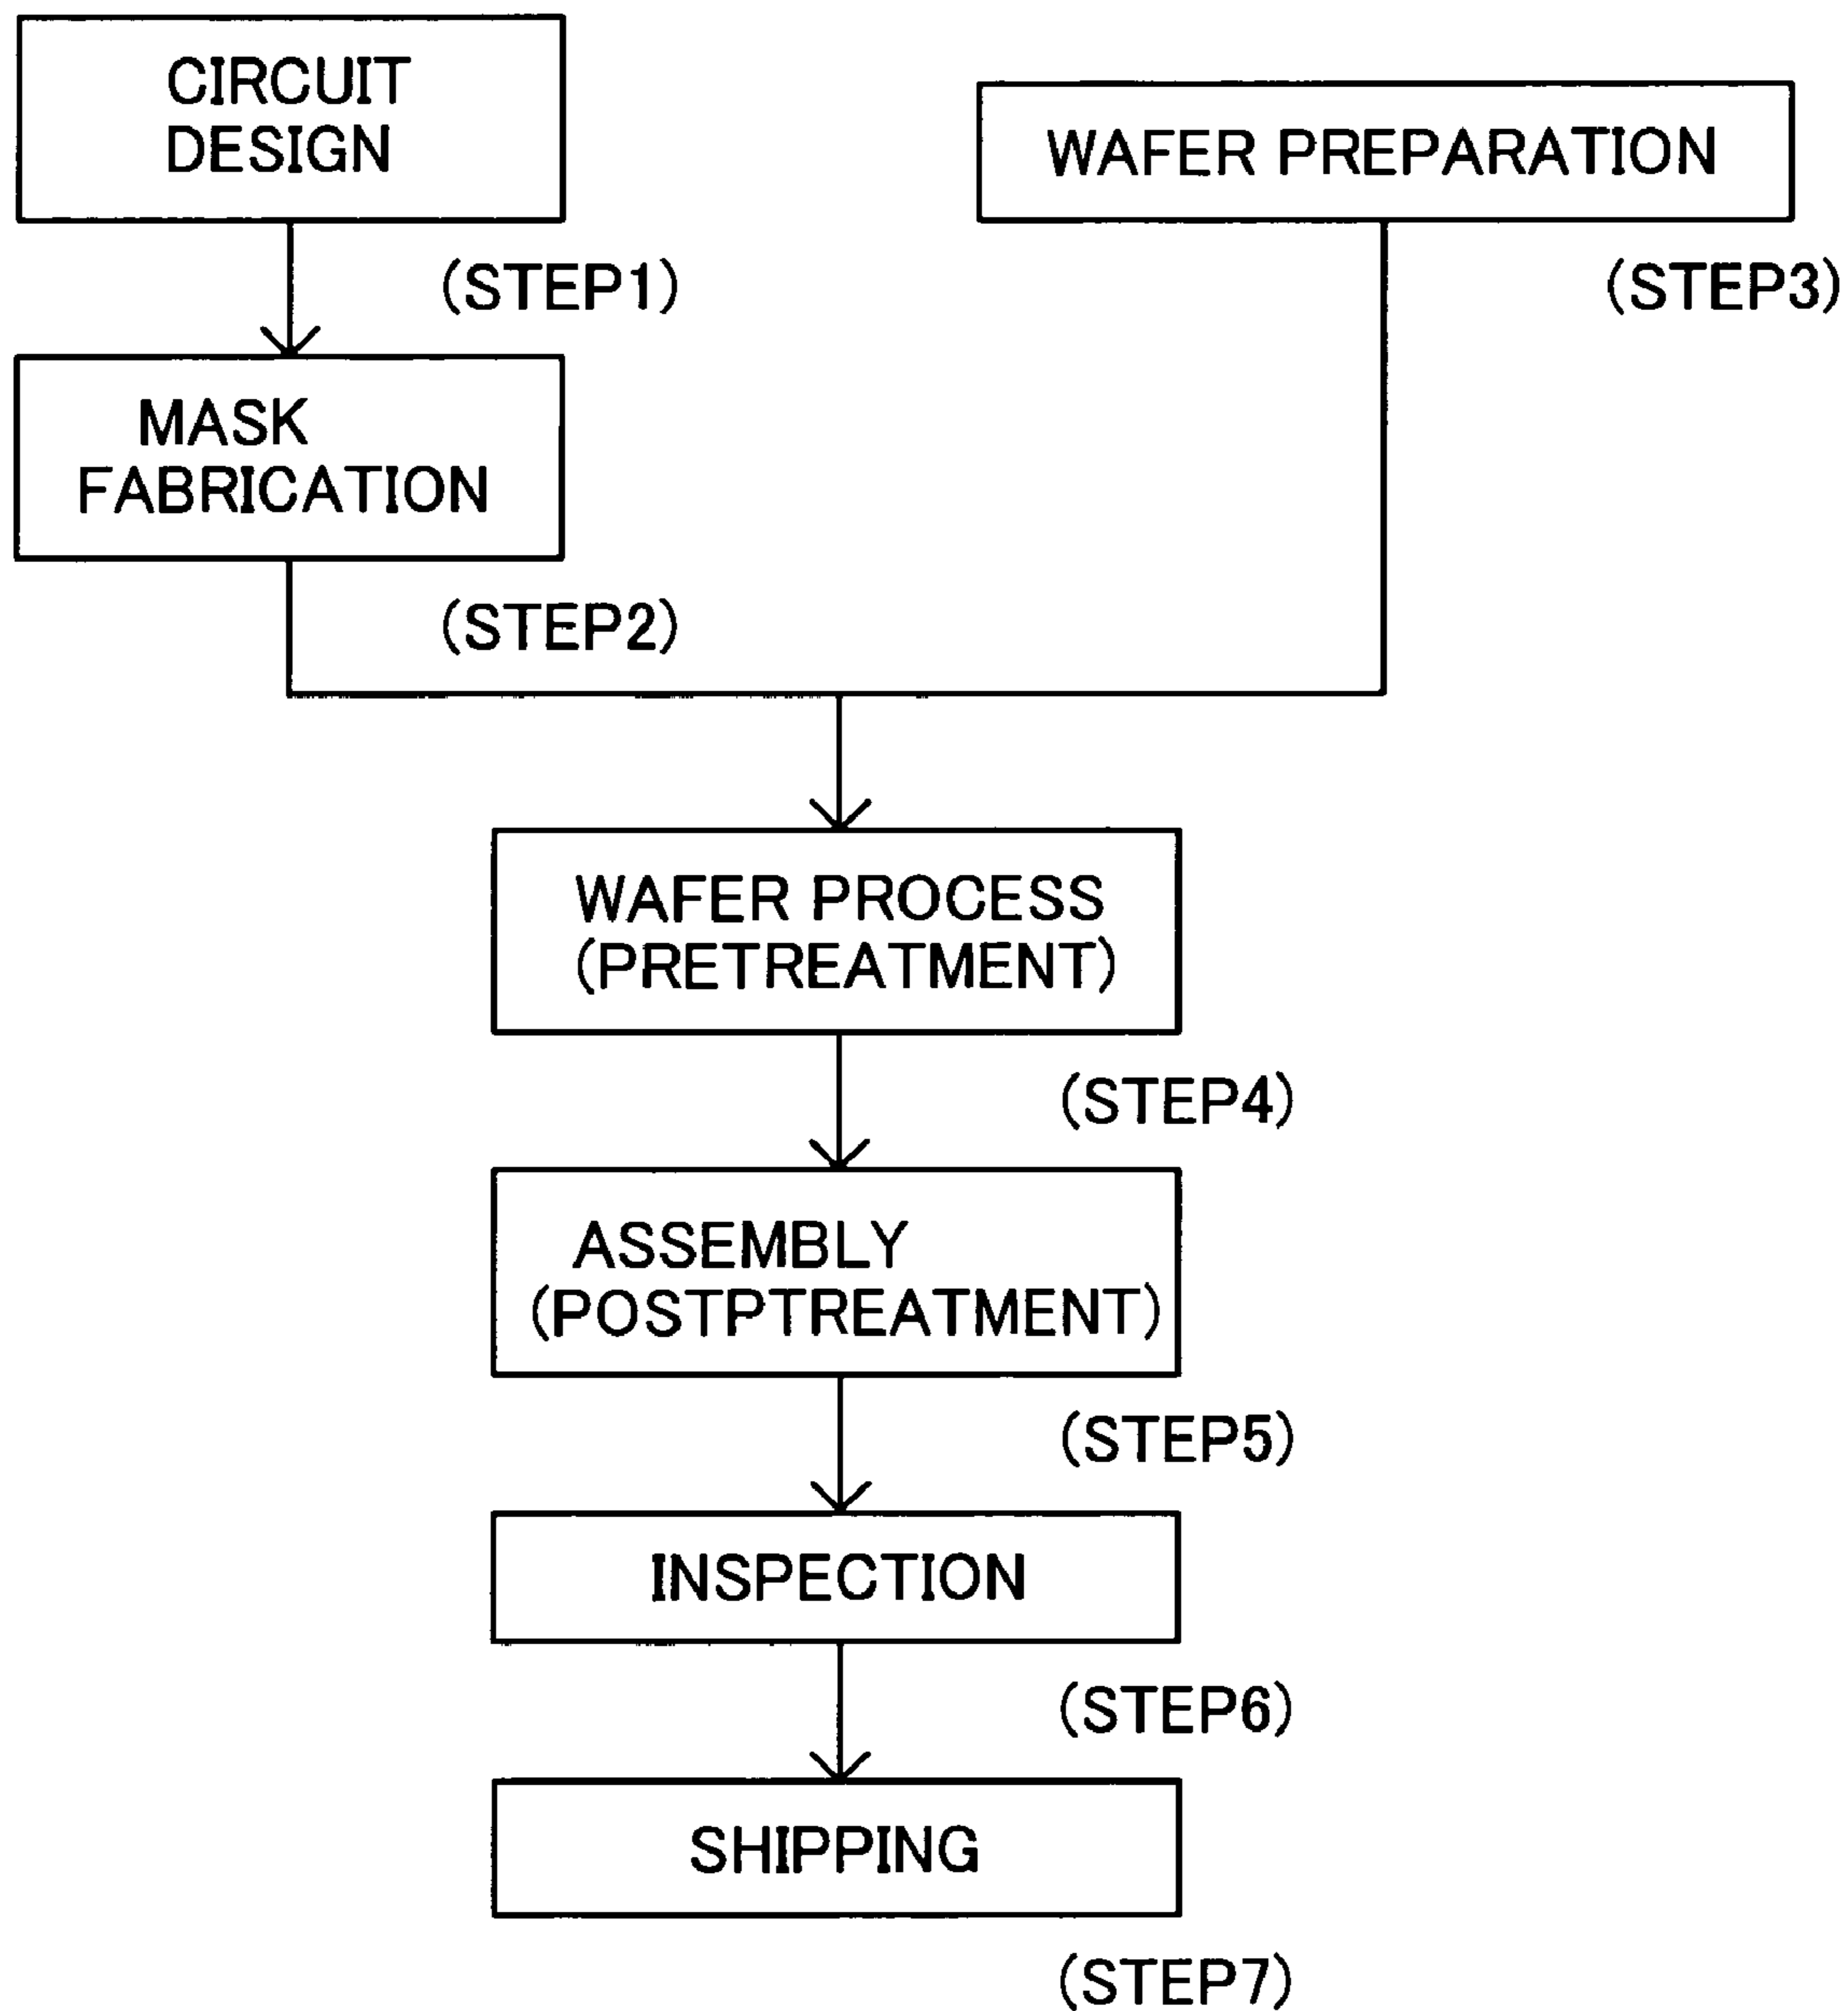 CIRCUIT
DESIGN
(STEP1)
MASK
FABRICATION
(STEP2)
WAFER PREPARATION
(STEP3)
WAFER PROCESS
(PRETREATMENT)
(STEP4)
ASSEMBLY
(POSTPTREATMENT)
(STEP5)
INSPECTION
(STEP6)
SHIPPING
(STEP7)